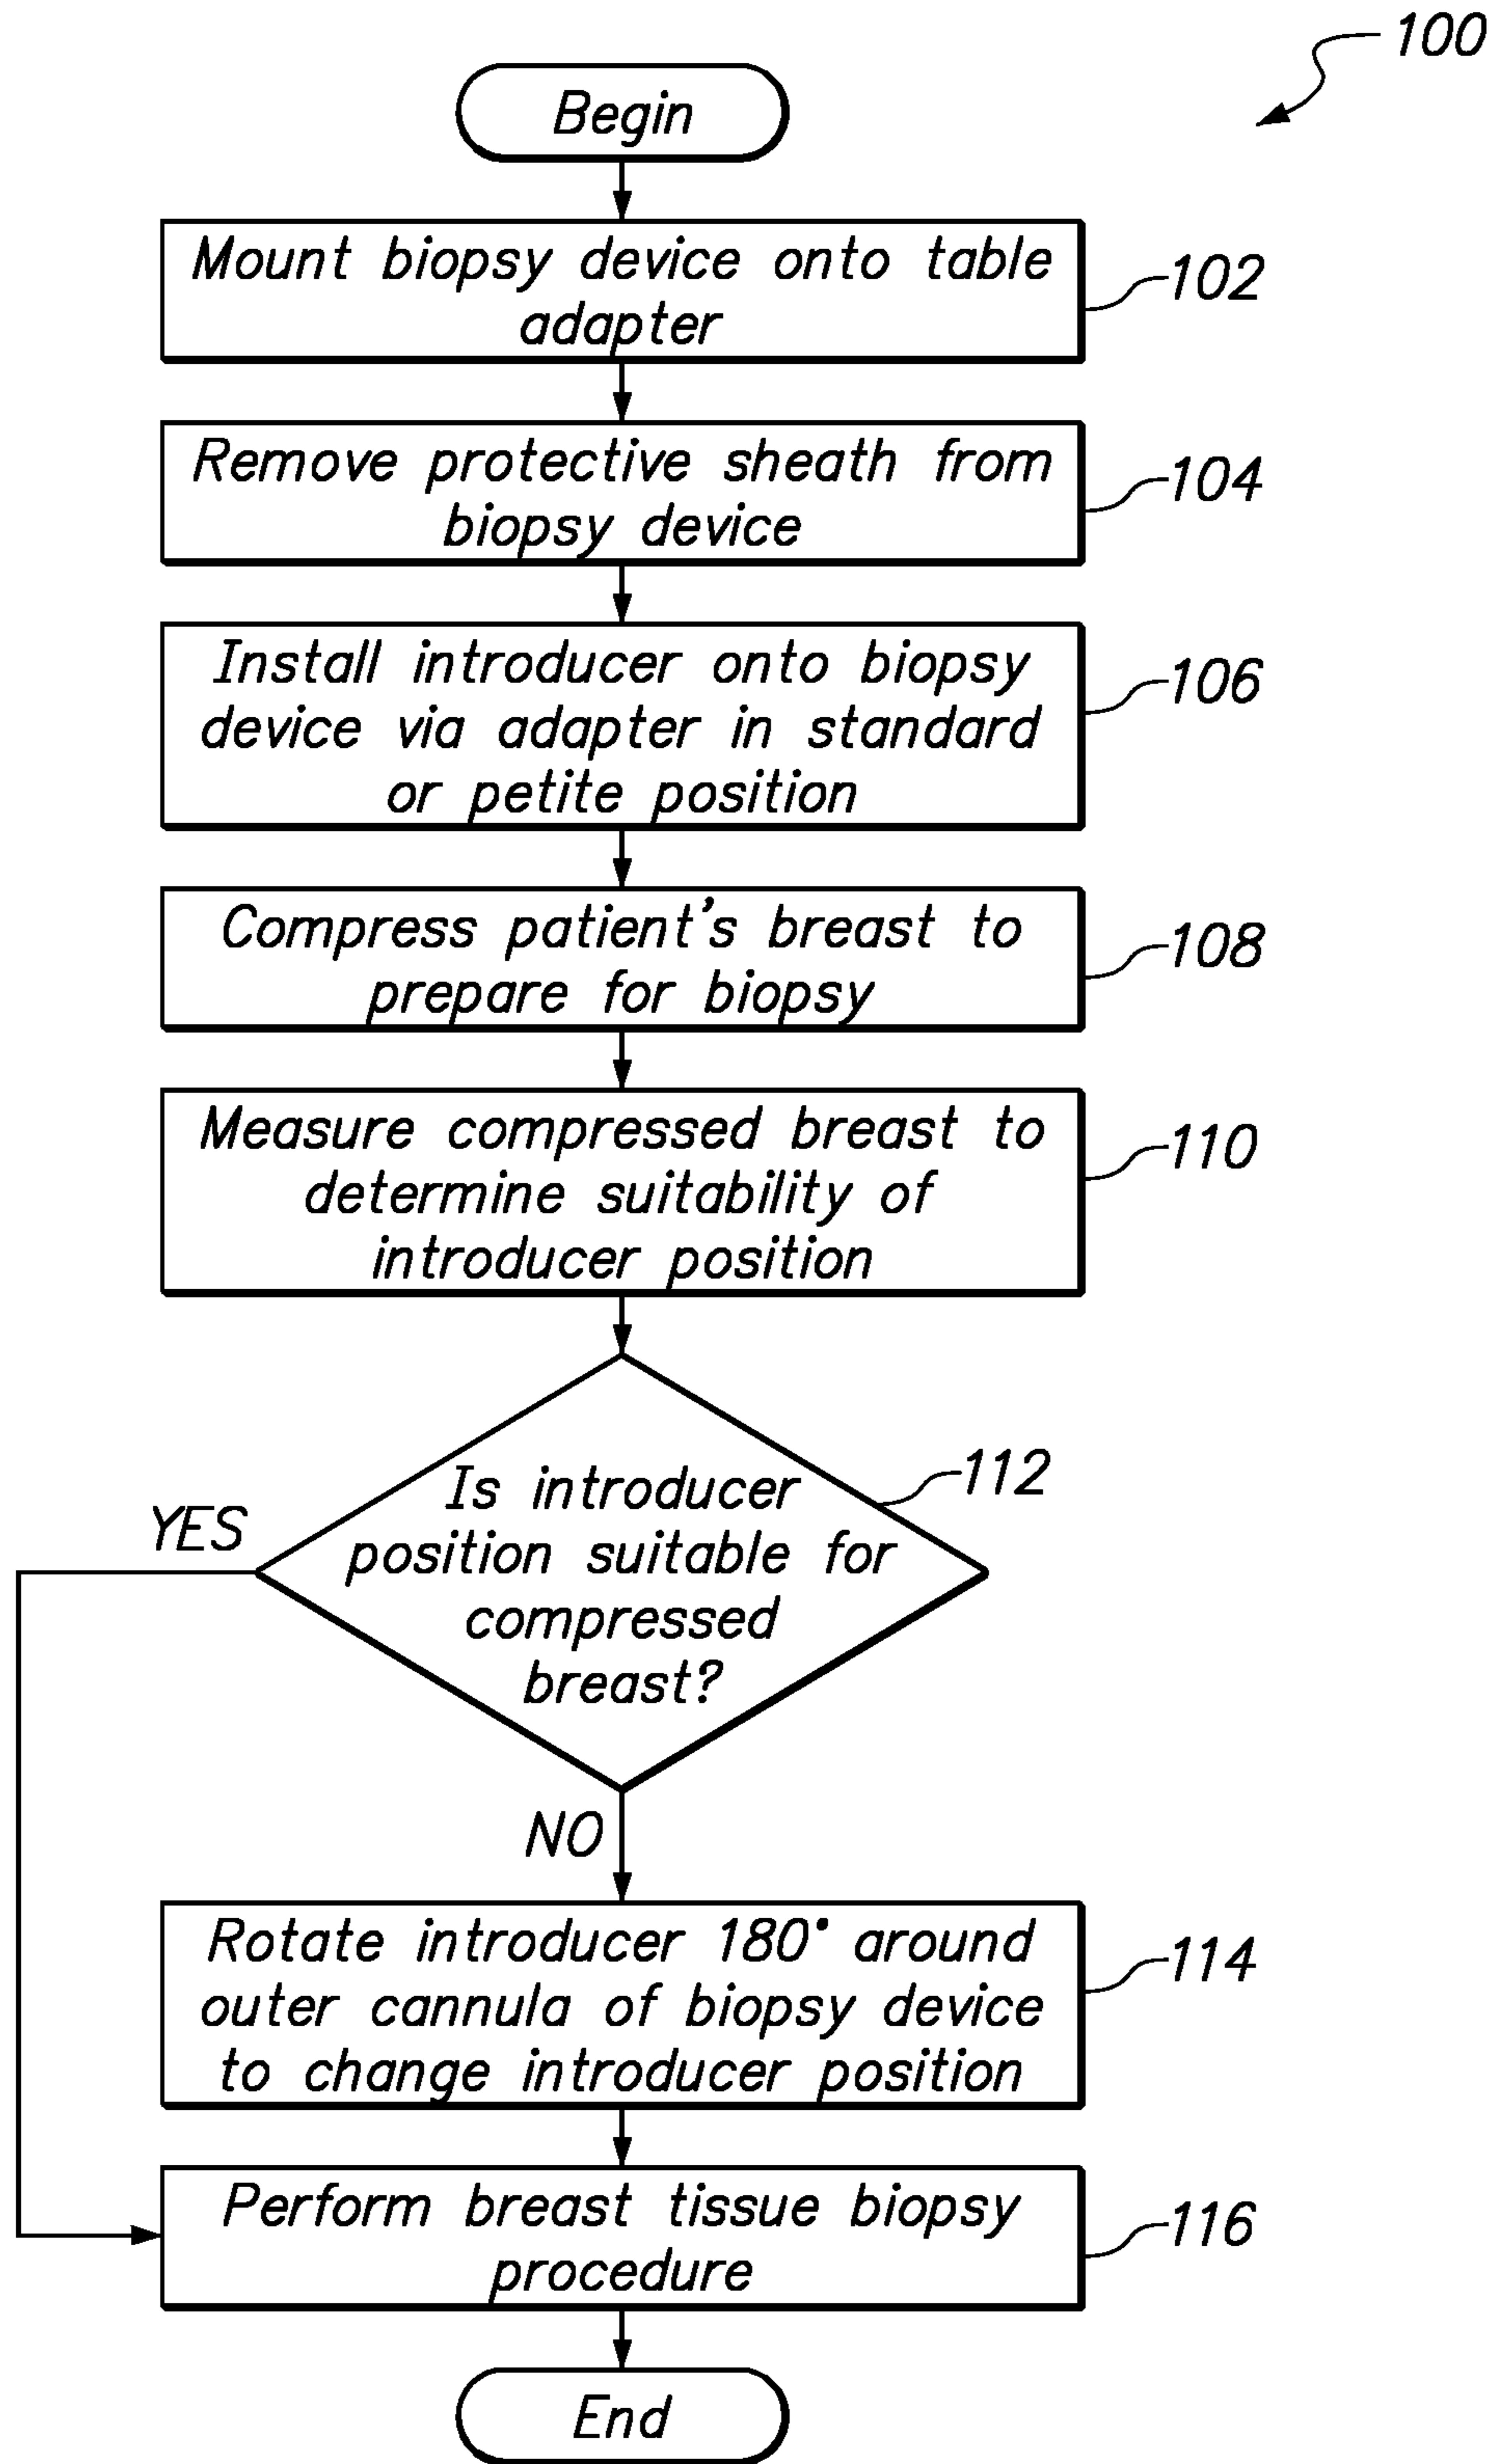 100
Begin
Mount biopsy device onto table
adapter
102
Remove protective sheath from
biopsy device
104
Install introducer onto biopsy
device via adapter in standard
or petite position
106
Compress patient's breast to
prepare for biopsy
108
Measure compressed breast to
determine suitability of
introducer position
110
Is introducer
position suitable for
compressed
breast?
112
YES
NO
Rotate introducer 180° around
outer cannula of biopsy device
to change introducer position
114
Perform breast tissue biopsy
procedure
116
End